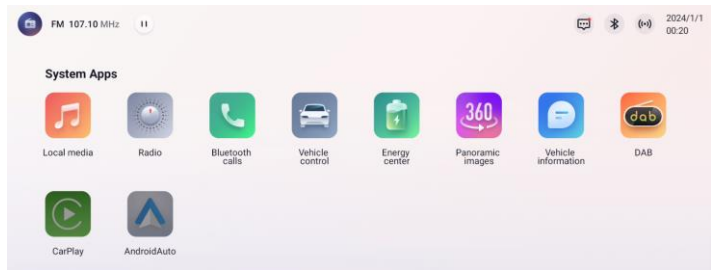 FM 107.10 MHz
2024/1/1
00:20
System Apps
360
dab
Local media
Radio
Bluetooth
calls
Vehicle
control
Energy
center
Panoramic
images
Vehicle
information
DAB
CarPlay
AndroidAuto